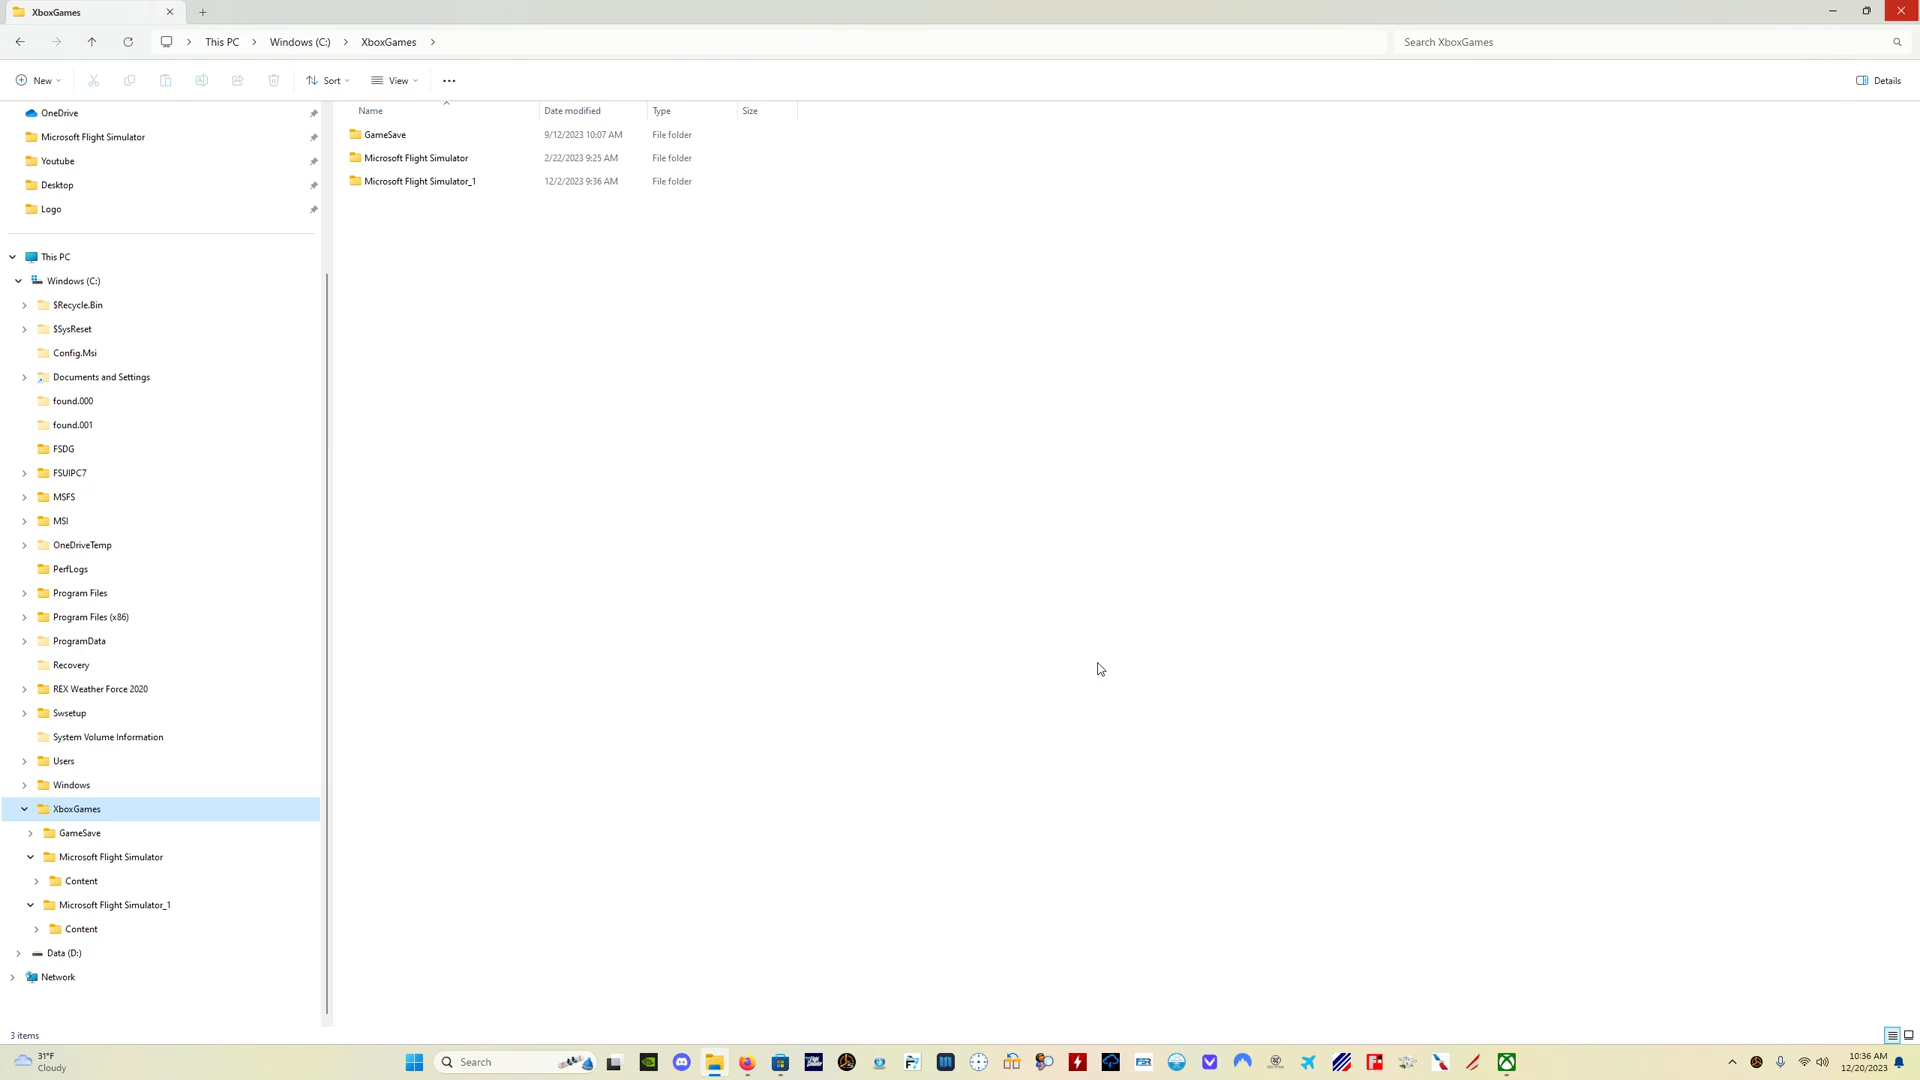 XboxGames
This PC > Windows (C:) > XboxGames >
Search XboxGames
New
Sort
View
Details
OneDrive
Microsoft Flight Simulator
Youtube
Desktop
Logo
This PC
Windows (C:)
$Recycle.Bin
$SysReset
Config.Msi
Documents and Settings
found.000
found.001
FSDG
FSUIPC7
MSFS
MSI
OneDriveTemp
PerfLogs
Program Files
Program Files (x86)
ProgramData
Recovery
REX Weather Force 2020
Swsetup
System Volume Information
Users
Windows
XboxGames
GameSave
Microsoft Flight Simulator
Content
Microsoft Flight Simulator_1
Content
Data (D:)
Network
Name Date modified Type Size
GameSave 9/12/2023 10:07 AM File folder
Microsoft Flight Simulator 2/22/2023 9:25 AM File folder
Microsoft Flight Simulator_1 12/2/2023 9:36 AM File folder
3 items
31°F
Cloudy
Search
FSR
10:36 AM
12/20/2023